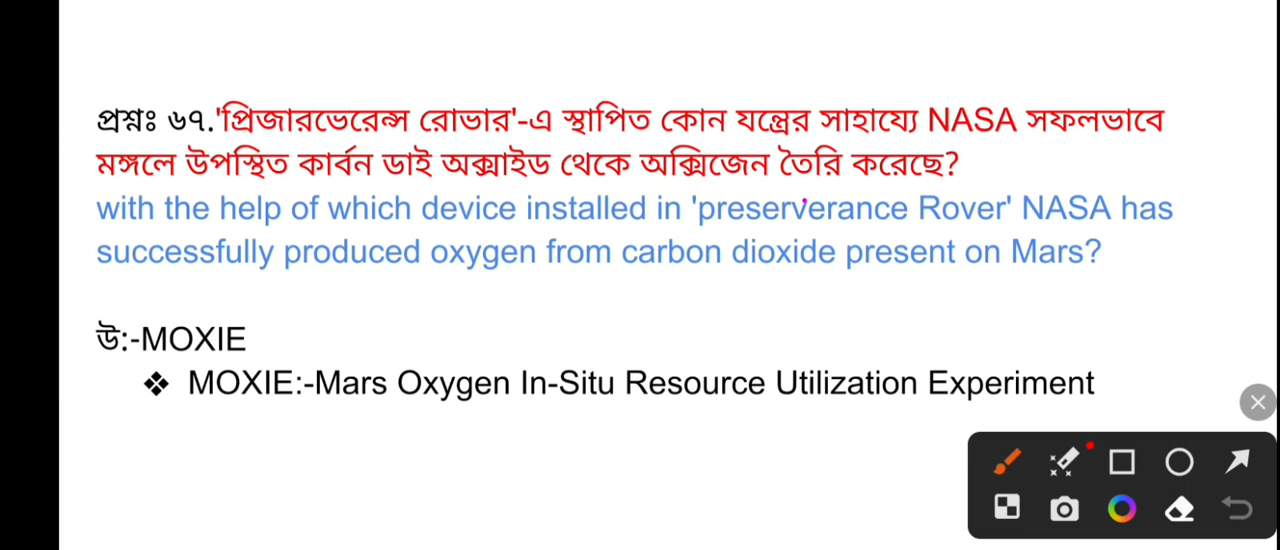 প্রশ্নঃ ৬৭.'প্রিজারভেরেন্স রোভার'-এ স্থাপিত কোন যন্ত্রের সাহায্যে NASA সফলভাবে
মঙ্গলে উপস্থিত কার্বন ডাই অক্সাইড থেকে অক্সিজেন তৈরি করেছে?
with the help of which device installed in 'preserverance Rover' NASA has
successfully produced oxygen from carbon dioxide present on Mars?
উ:-MOXIE
❖ MOXIE:-Mars Oxygen In-Situ Resource Utilization Experiment